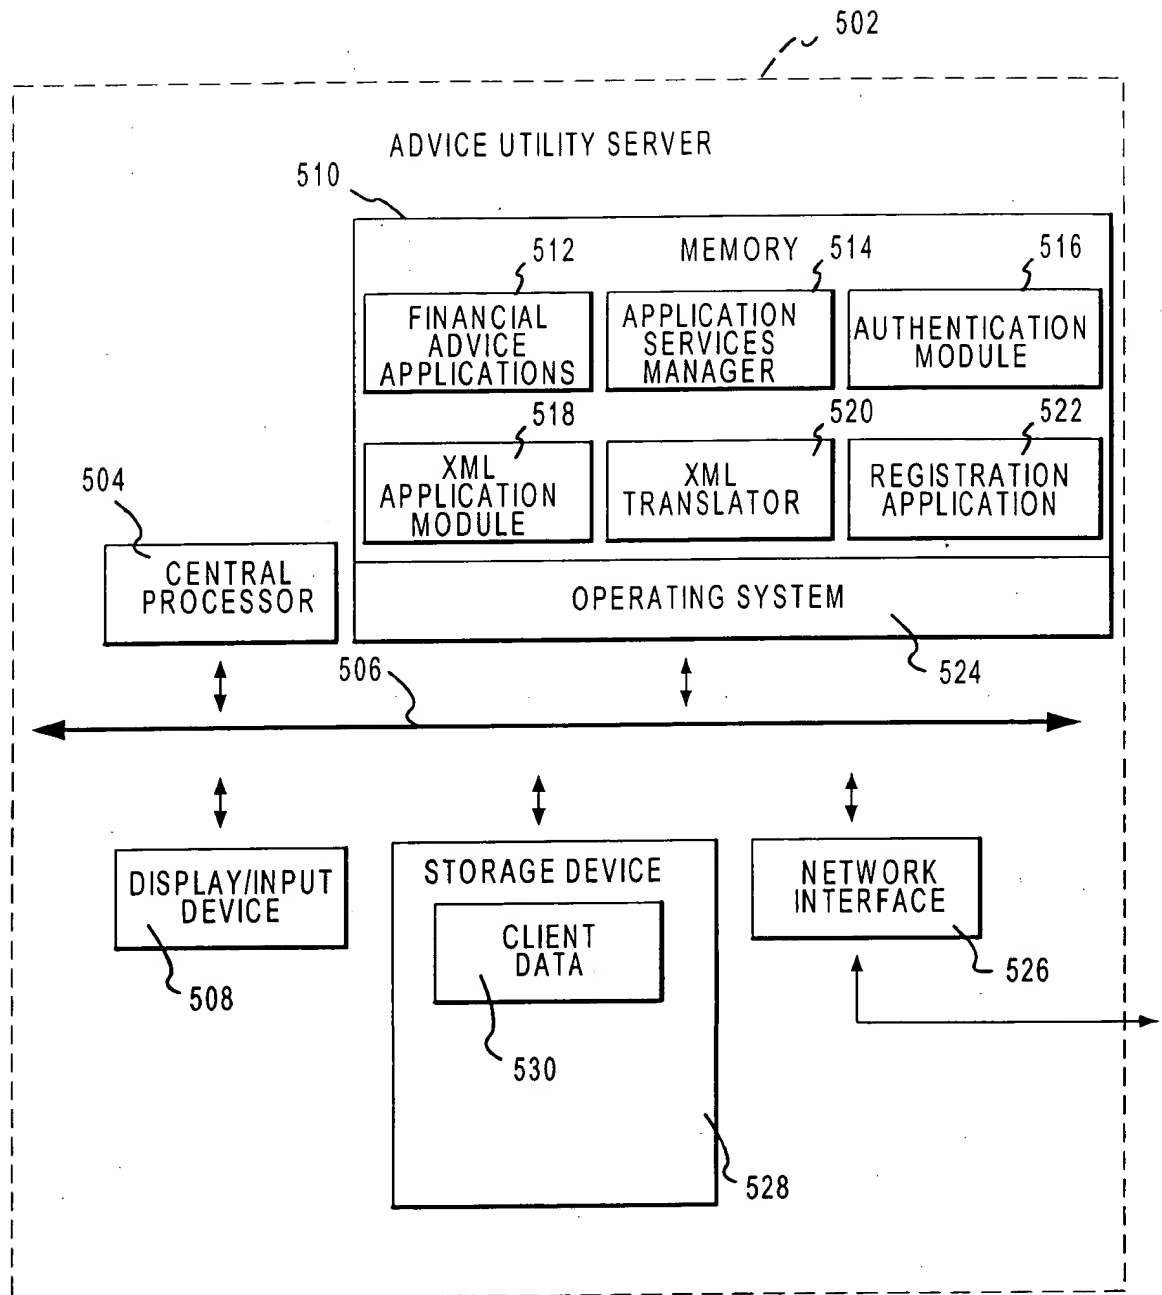 502
ADVICE UTILITY SERVER
510
MEMORY
512
514
516
FINANCIAL
ADVICE
APPLICATIONS
APPLICATION
SERVICES
MANAGER
AUTHENTICATION
MODULE
518
520
522
XML
APPLICATION
MODULE
XML
TRANSLATOR
REGISTRATION
APPLICATION
504
CENTRAL
PROCESSOR
OPERATING SYSTEM
524
506
DISPLAY/INPUT
DEVICE
508
STORAGE DEVICE
CLIENT
DATA
530
528
NETWORK
INTERFACE
526